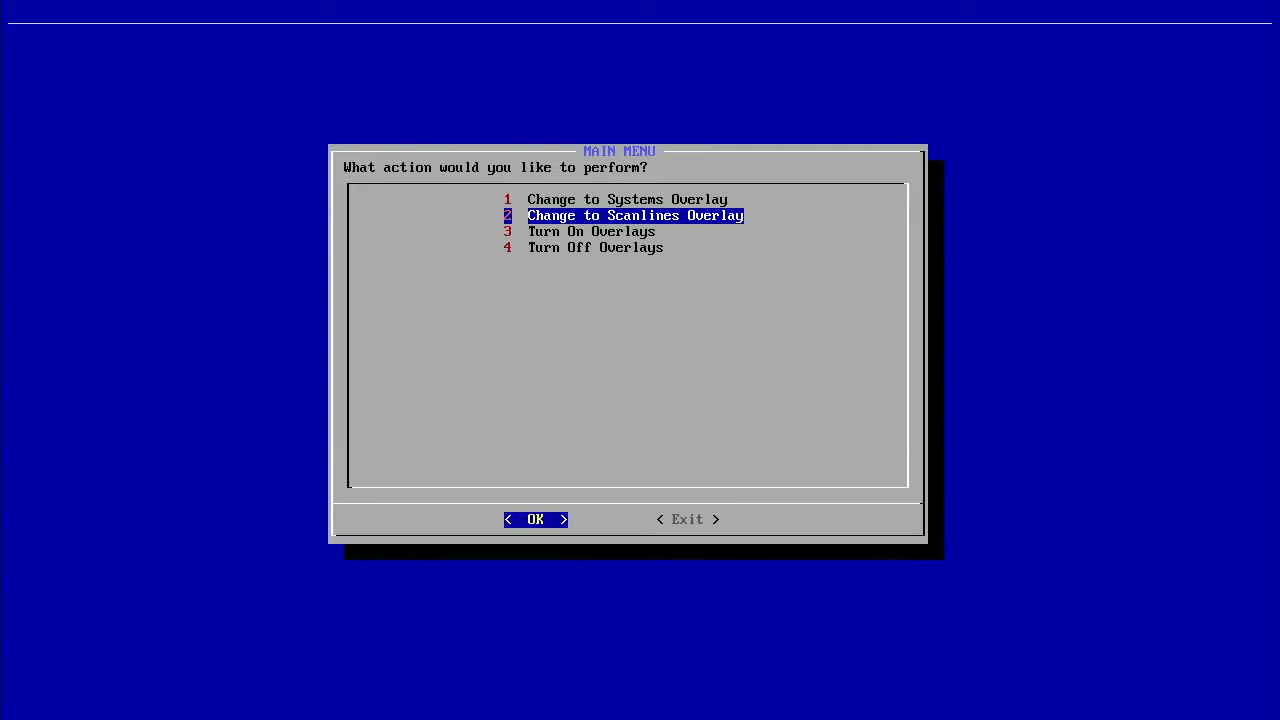 MAIN MENU
What action would you like to perform?
1 Change to Systems Overlay
2 Change to Scanlines Overlay
3 Turn On Overlays
4 Turn Off Overlays
< OK > < Exit >